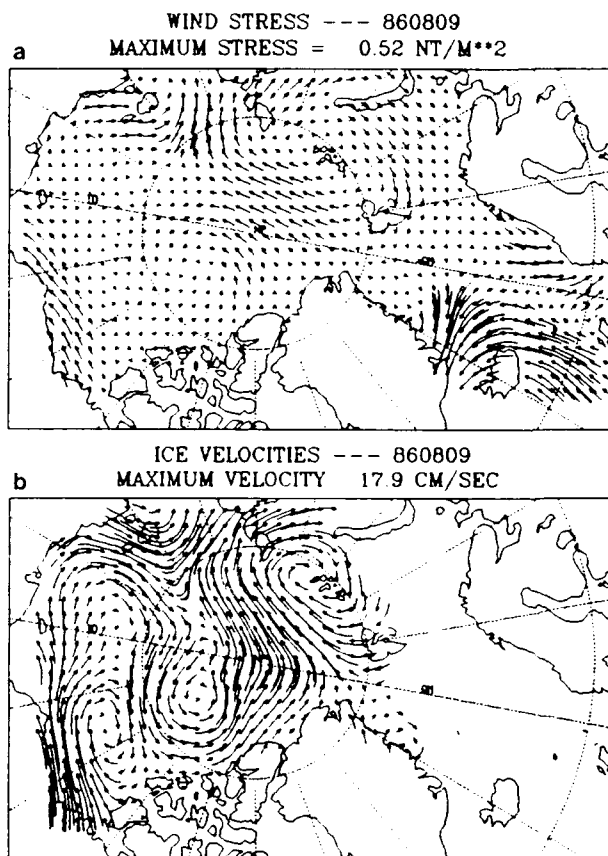 WIND STRESS --- 860809
a
MAXIMUM STRESS = 0.52 NT/M**2
ICE VELOCITIES --- 860809
b
MAXIMUM VELOCITY 17.9 CM/SEC